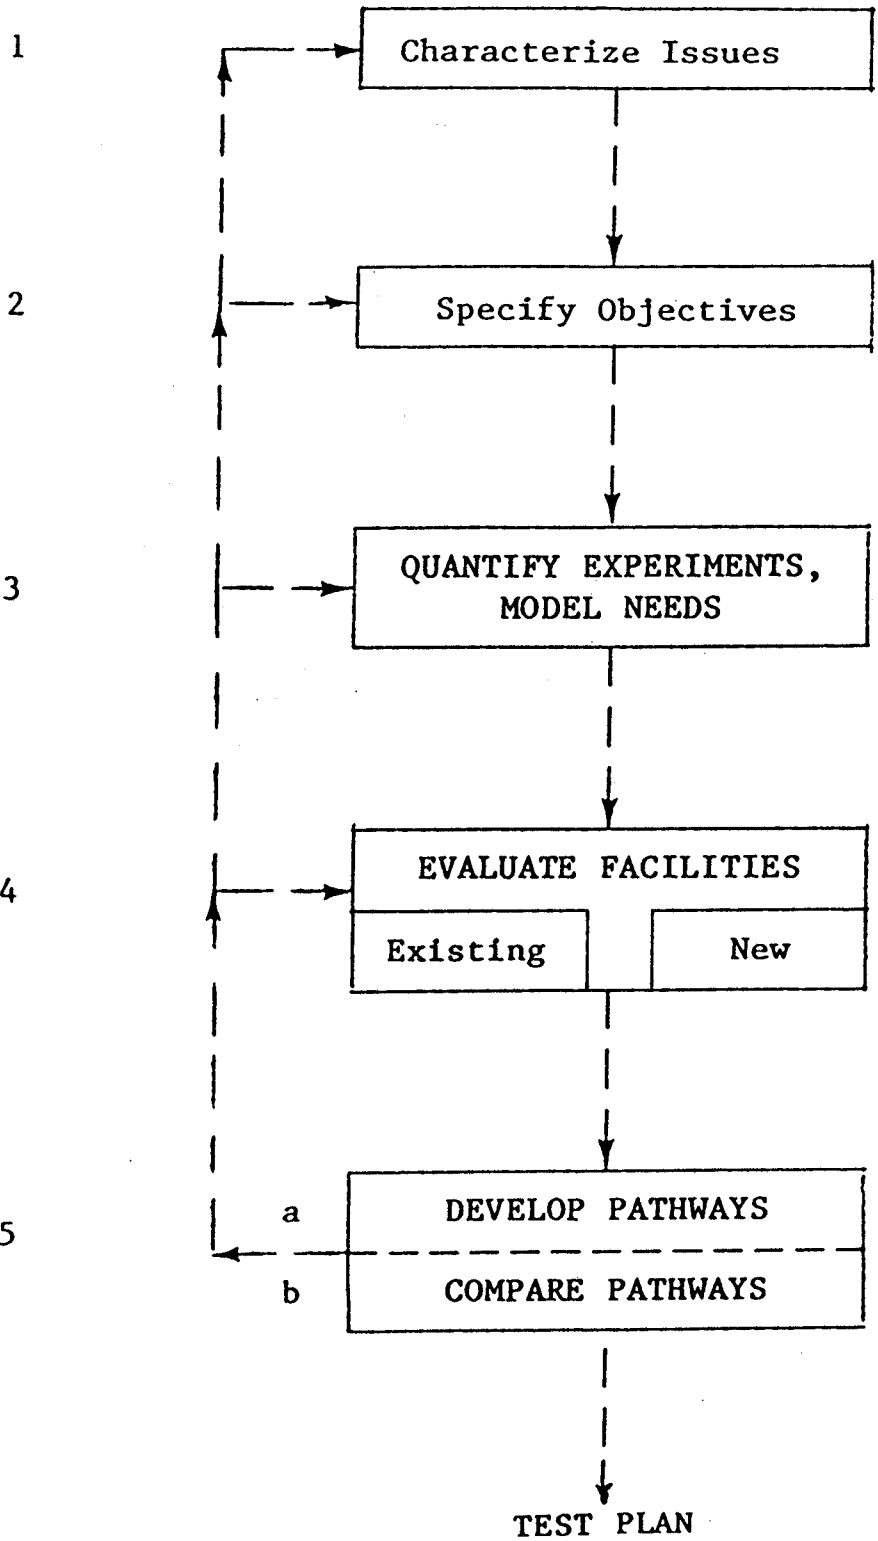 1
Characterize Issues
2
Specify Objectives
3
QUANTIFY EXPERIMENTS,
MODEL NEEDS
4
EVALUATE FACILITIES
Existing
New
5
a
DEVELOP PATHWAYS
b
COMPARE PATHWAYS
TEST PLAN